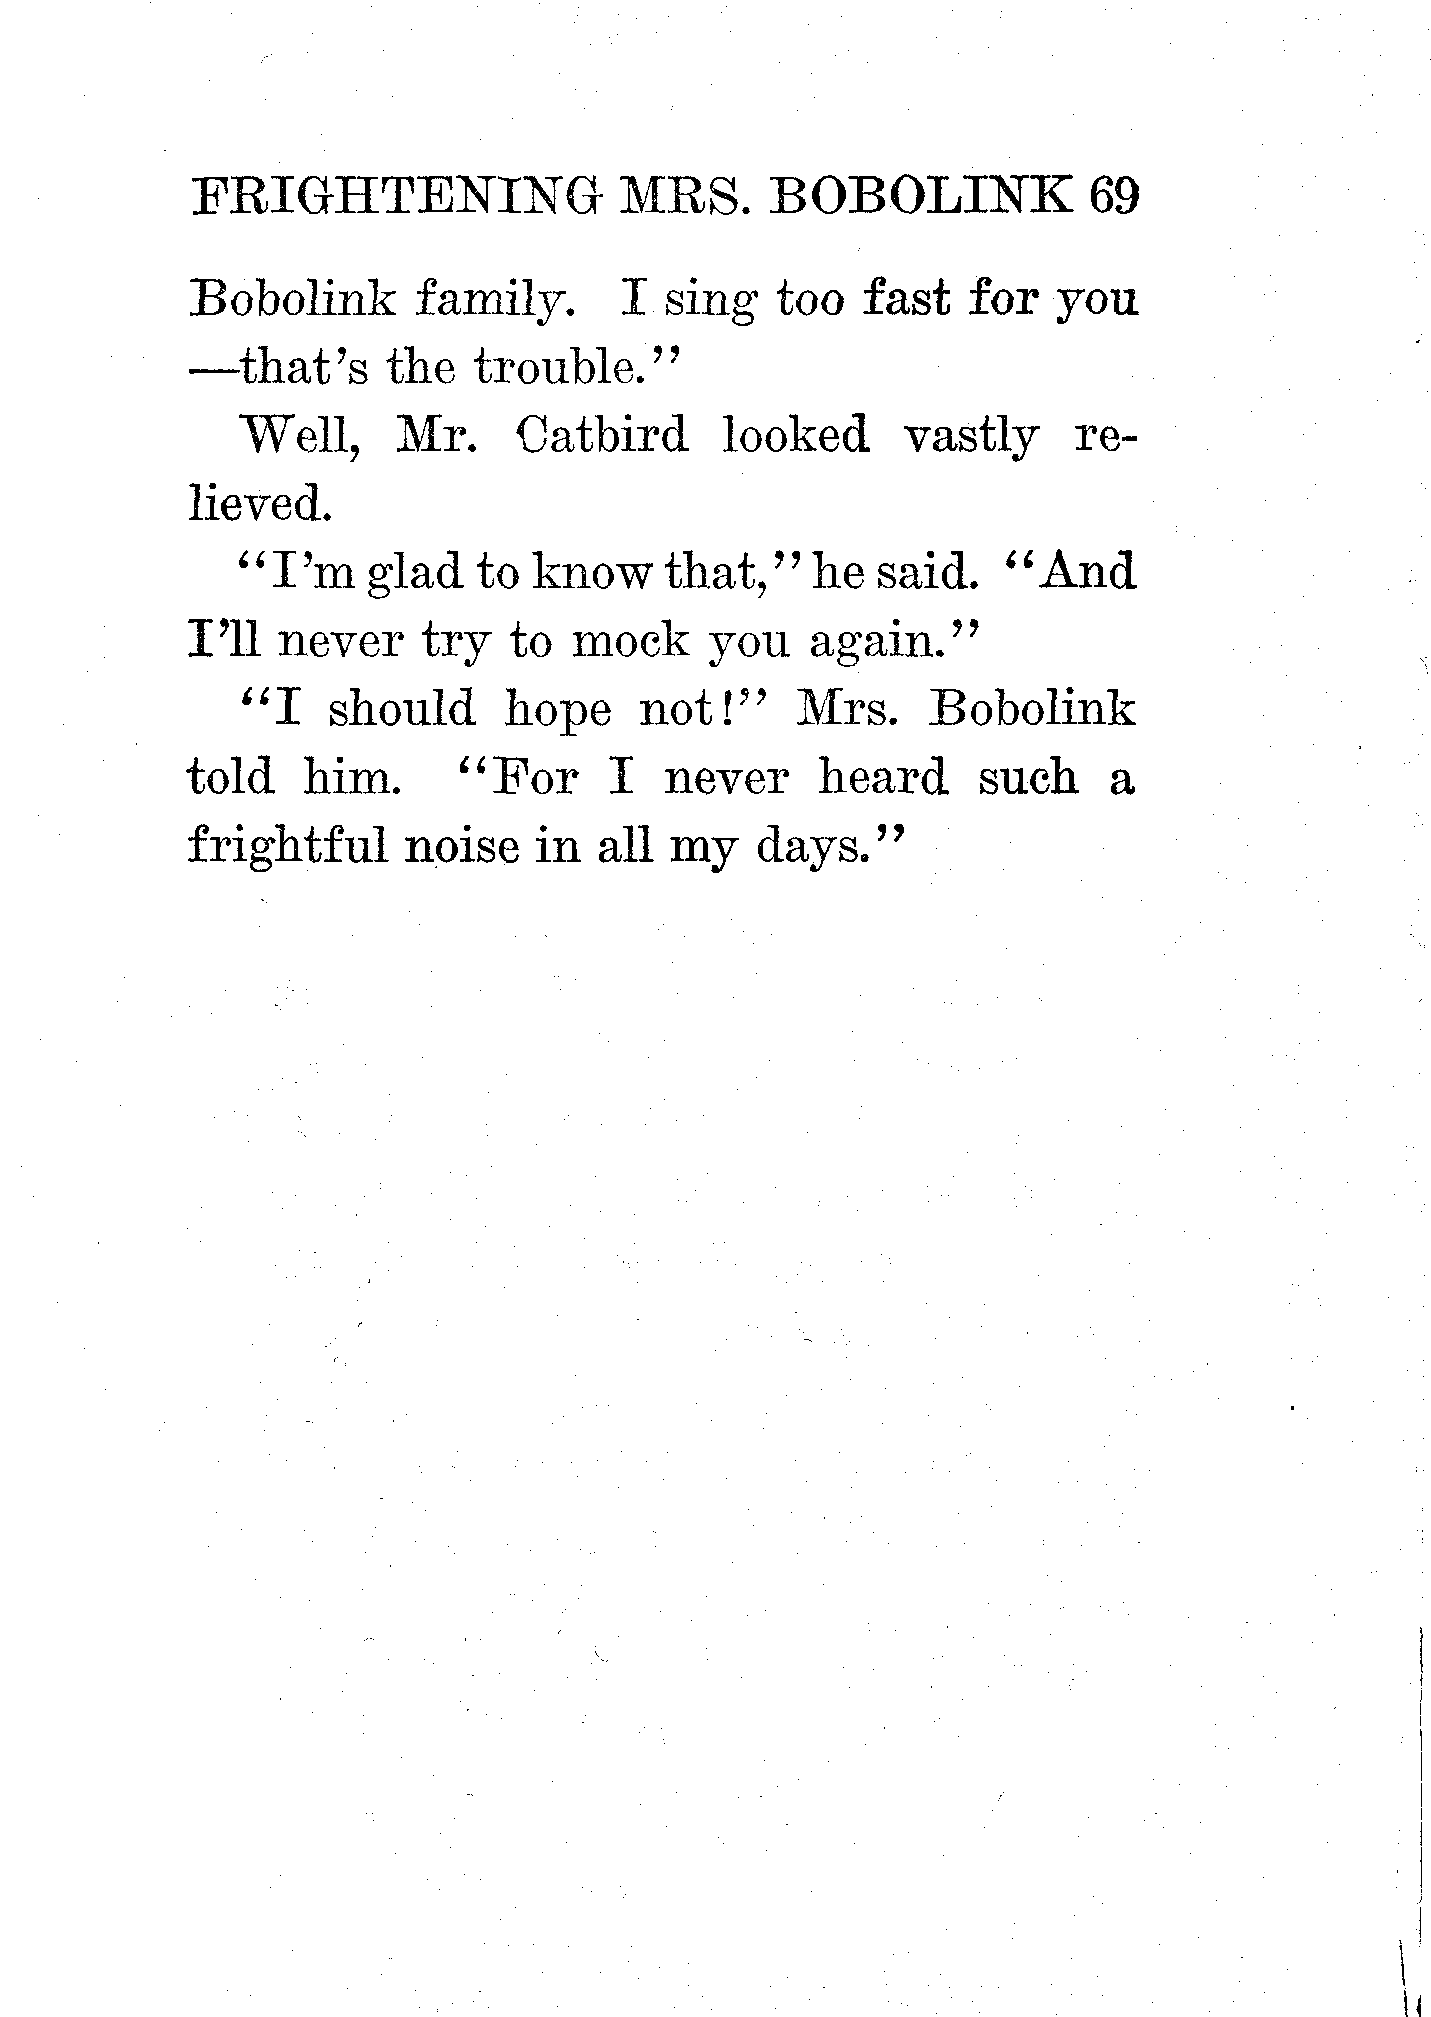 FRIGHTENING MRS. BOBOLINK 69
Bobolink family. I sing too fast for you
—that's the trouble."
Well, Mr. Catbird looked vastly re-
lieved.
"I'm glad to know that," he said. "And
I'll never try to mock you again."
"I should hope not!" Mrs. Bobolink
told him. "For I never heard such a
frightful noise in all my days."